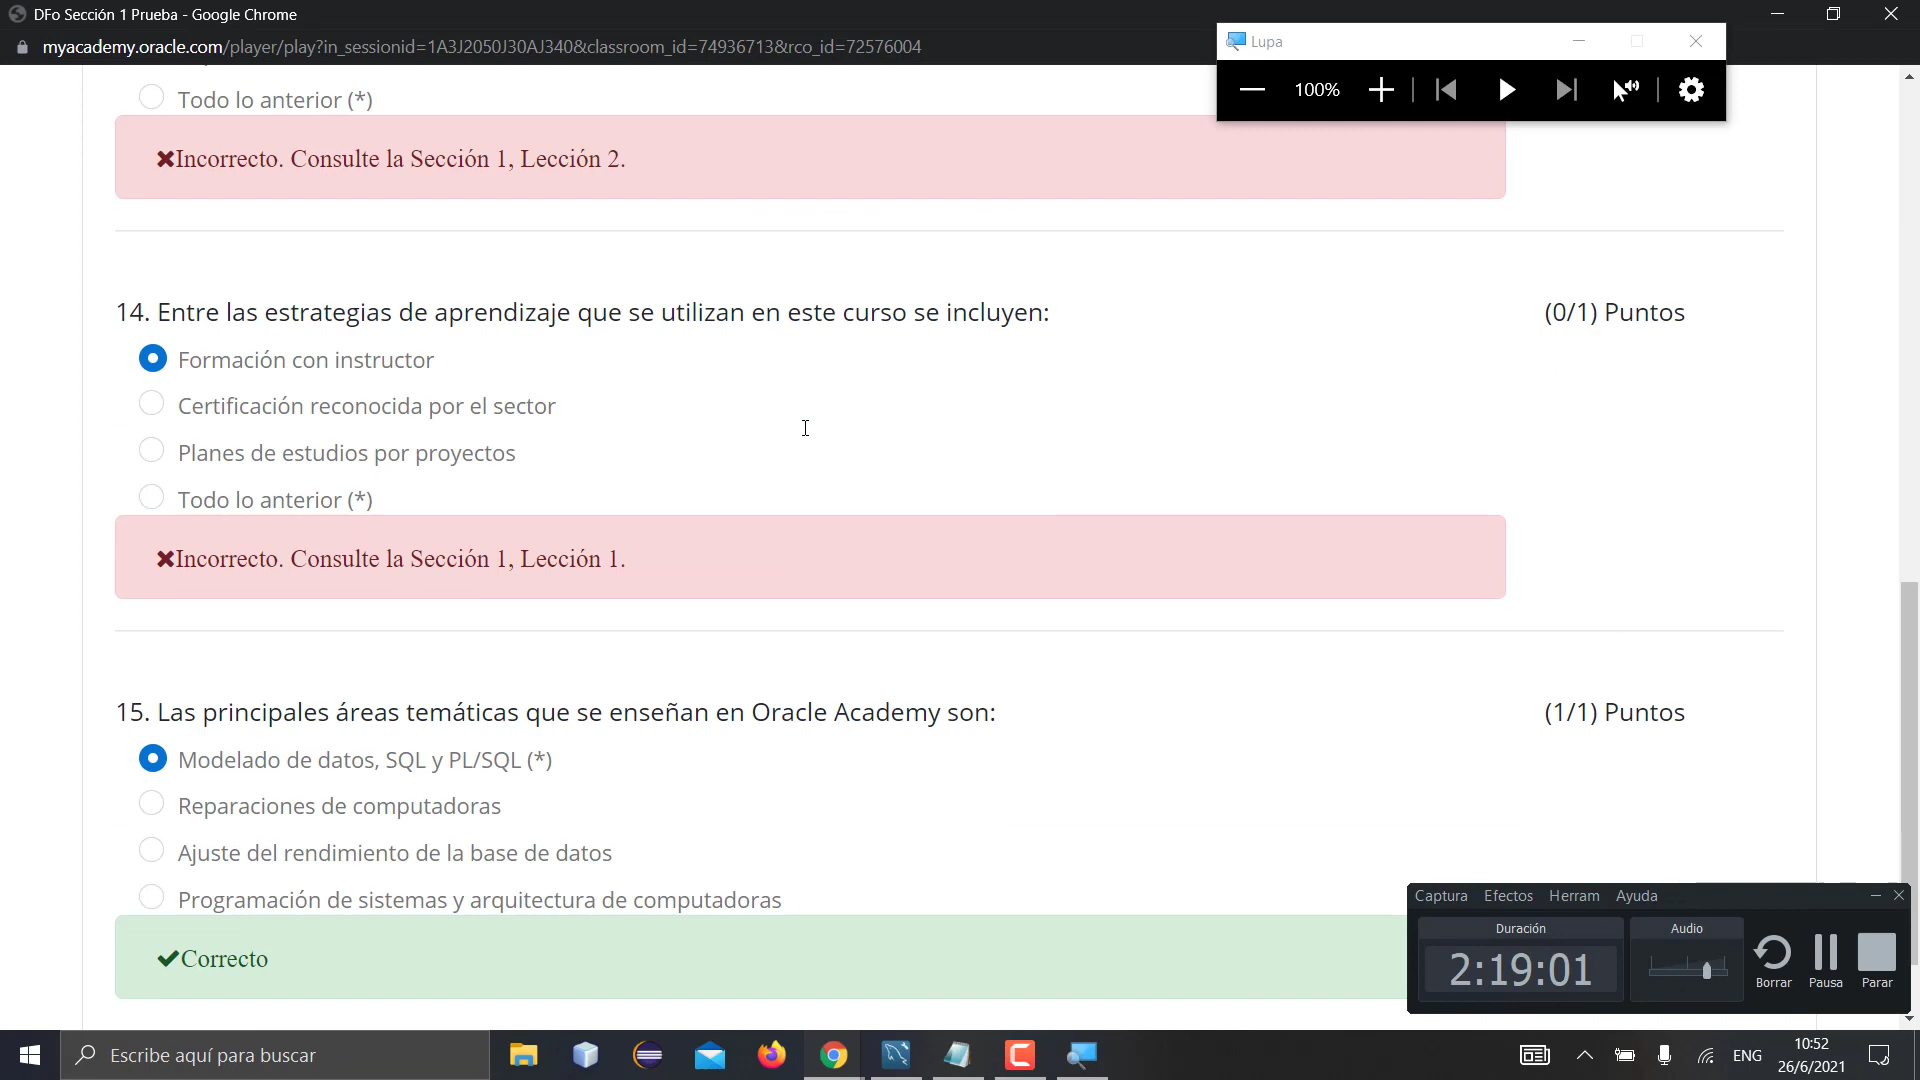 DFo Sección 1 Prueba - Google Chrome
myacademy.oracle.com/player/play?in_sessionid=1A3J2050J30AJ340&classroom_id=74936713&rco_id=72576004
Lupa
100%
Todo lo anterior (*)
Incorrecto. Consulte la Sección 1, Lección 2.
14. Entre las estrategias de aprendizaje que se utilizan en este curso se incluyen: (0/1) Puntos
Formación con instructor
Certificación reconocida por el sector
Planes de estudios por proyectos
Todo lo anterior (*)
Incorrecto. Consulte la Sección 1, Lección 1.
15. Las principales áreas temáticas que se enseñan en Oracle Academy son: (1/1) Puntos
Modelado de datos, SQL y PL/SQL (*)
Reparaciones de computadoras
Ajuste del rendimiento de la base de datos
Programación de sistemas y arquitectura de computadoras
Correcto
Captura Efectos Herram Ayuda
Duración Audio
2:19:01
Borrar Pausa Parar
Escribe aquí para buscar
ENG
10:52
26/6/2021